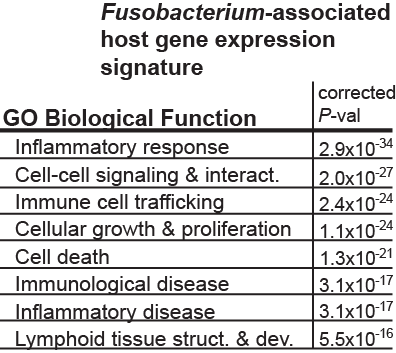 Fusobacterium-associated
host gene expression
signature
corrected
GO Biological Function P-val
Inflammatory response 2.9x10-34
Cell-cell signaling & interact. 2.0x10-27
Immune cell trafficking 2.4x10-24
Cellular growth & proliferation 1.1x10-24
Cell death 1.3x10-21
Immunological disease 3.1x10-17
Inflammatory disease 3.1x10-17
Lymphoid tissue struct. & dev. 5.5x10-16